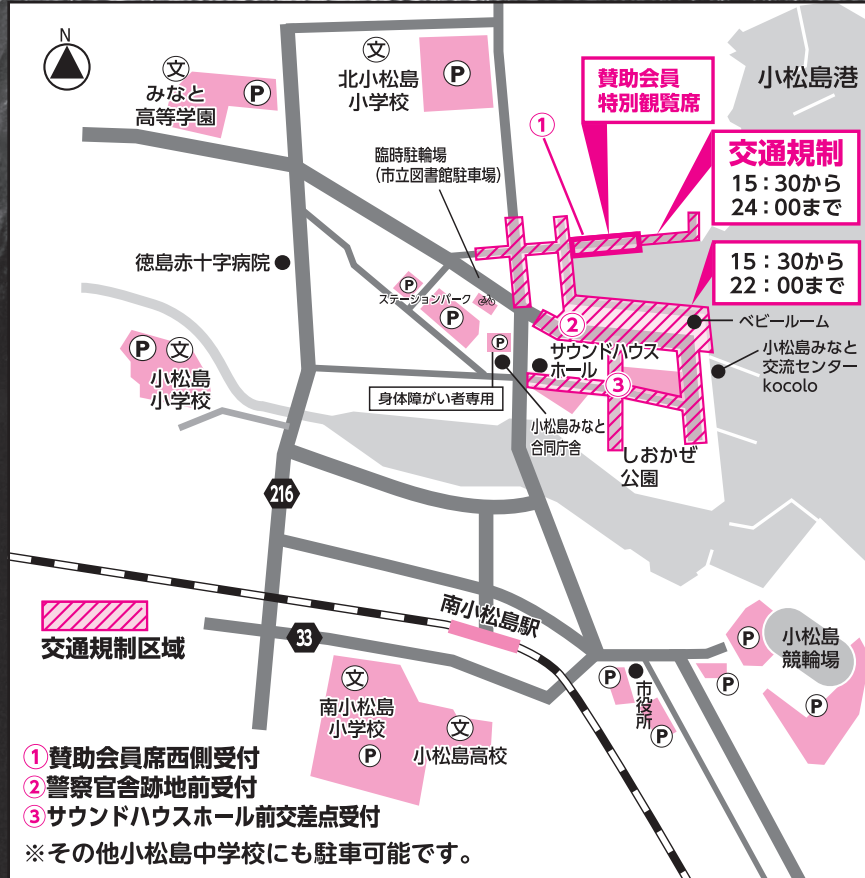 N
文
みなと
高等学園
P
文
北小松島
小学校
P
賛助会員
特別観覧席
小松島港
①
交通規制
15：30から
24：00まで
臨時駐輪場
（市立図書館駐車場）
15：30から
22：00まで
徳島赤十字病院
P
ステーションパーク
P
P
②
ベビールーム
サウンドハウス
ホール
小松島みなと
交流センター
kocolo
P
文
小松島
小学校
身体障がい者専用
③
小松島みなと
合同庁舎
しおかぜ
公園
216
南小松島駅
交通規制区域
33
P
小松島
競輪場
P
市役所
P
P
P
文
南小松島
小学校
P
文
小松島高校
①賛助会員席西側受付
②警察官舎跡地前受付
③サウンドハウスホール前交差点受付
※その他小松島中学校にも駐車可能です。